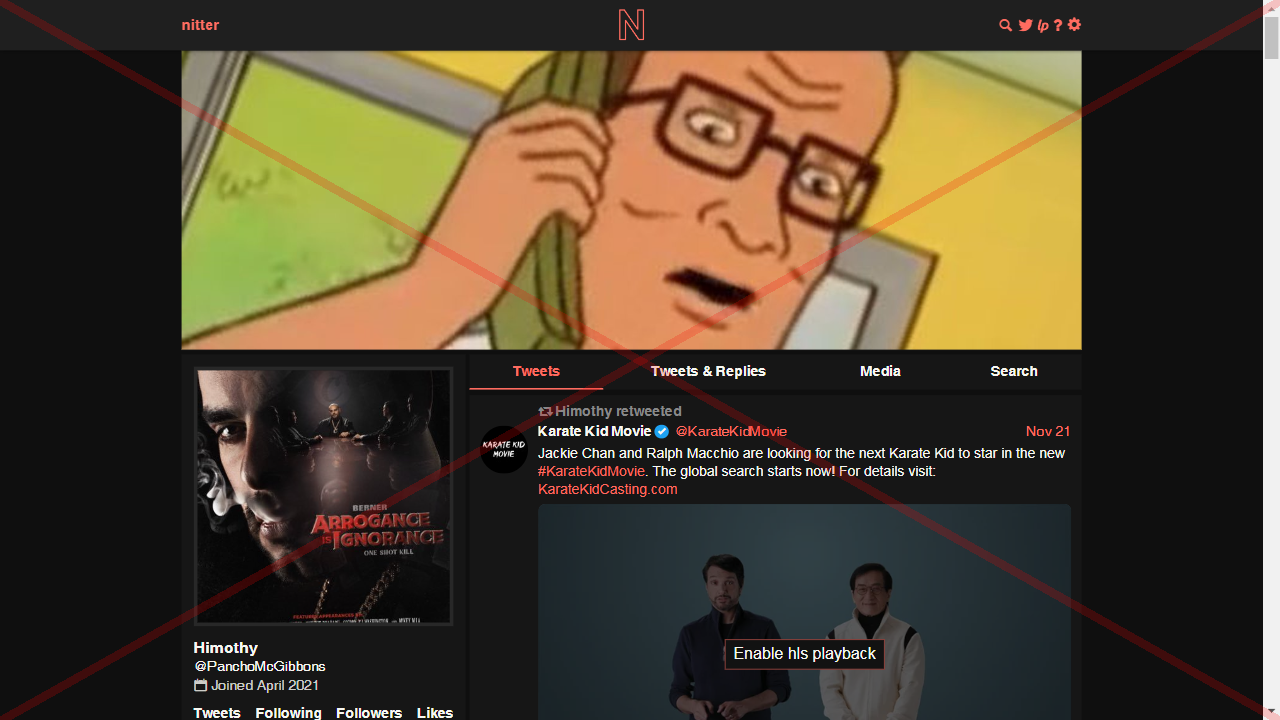 nitter
N
lp ?
Tweets Tweets & Replies Media Search
Himothy retweeted
Karate Kid Movie @KarateKidMovie Nov 21
KARATE KID
MOVIE
Jackie Chan and Ralph Macchio are looking for the next Karate Kid to star in the new
#KarateKidMovie. The global search starts now! For details visit:
KarateKidCasting.com
Enable hls playback
BERNER
ARROGANCE
IS IGNORANCE
ONE SHOT KILL
Himothy
@PanchoMcGibbons
Joined April 2021
Tweets Following Followers Likes